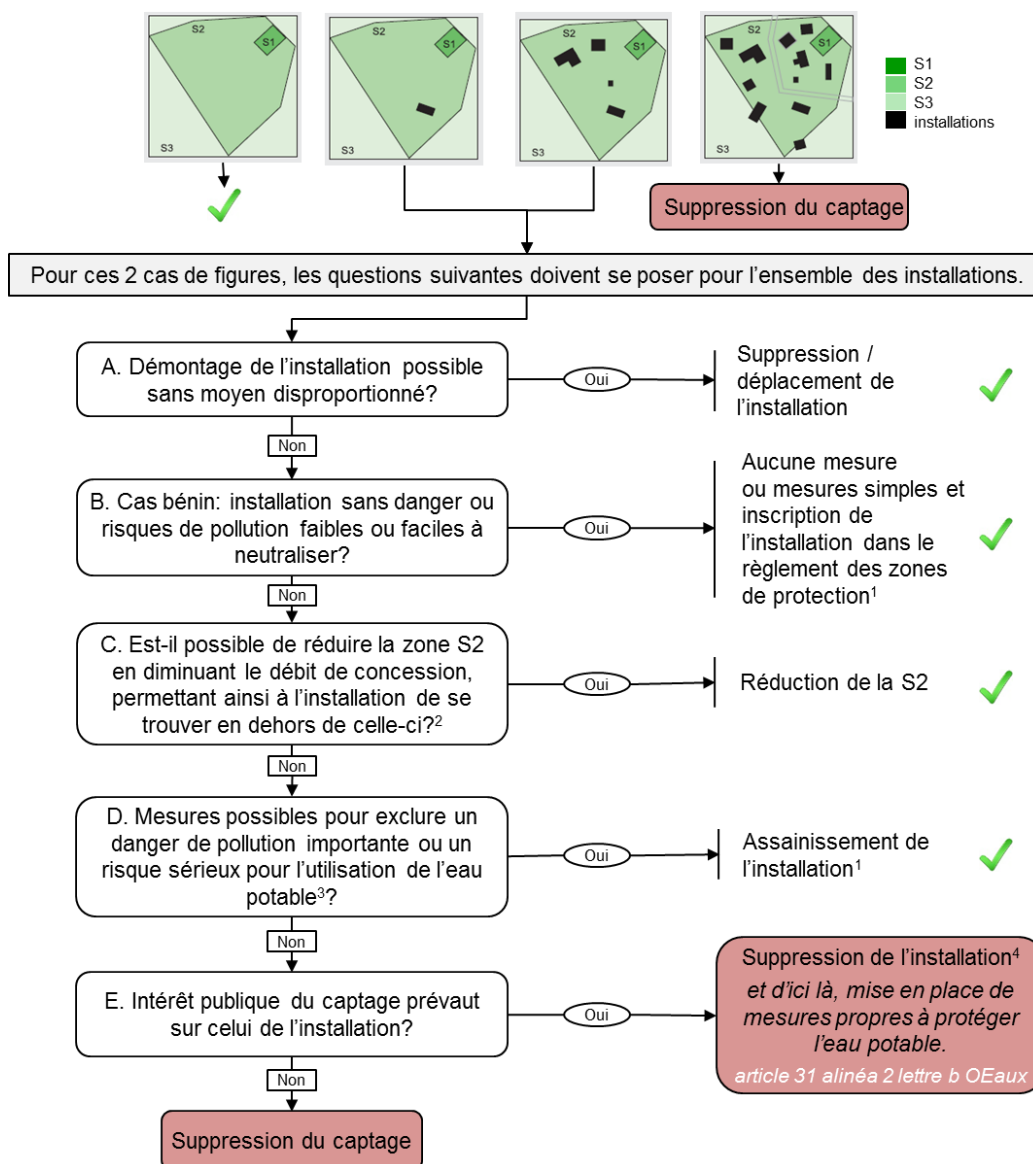 S2
S1
S3
S2
S1
S3
S2
S1
S3
S2
S1
S3
S1
S2
S3
installations
Suppression du captage
Pour ces 2 cas de figures, les questions suivantes doivent se poser pour l’ensemble des installations.
A. Démontage de l’installation possible
sans moyen disproportionné?
Oui
Suppression /
déplacement de
l’installation
Non
B. Cas bénin: installation sans danger ou
risques de pollution faibles ou faciles à
neutraliser?
Oui
Aucune mesure
ou mesures simples et
inscription de
l’installation dans le
règlement des zones
de protection¹
Non
C. Est-il possible de réduire la zone S2
en diminuant le débit de concession,
permettant ainsi à l’installation de se
trouver en dehors de celle-ci?²
Oui
Réduction de la S2
Non
D. Mesures possibles pour exclure un
danger de pollution importante ou un
risque sérieux pour l’utilisation de l’eau
potable³?
Oui
Assainissement de
l’installation¹
Non
E. Intérêt publique du captage prévaut
sur celui de l’installation?
Oui
Suppression de l’installation⁴
et d’ici là, mise en place de
mesures propres à protéger
l’eau potable.
article 31 alinéa 2 lettre b OEaux
Non
Suppression du captage